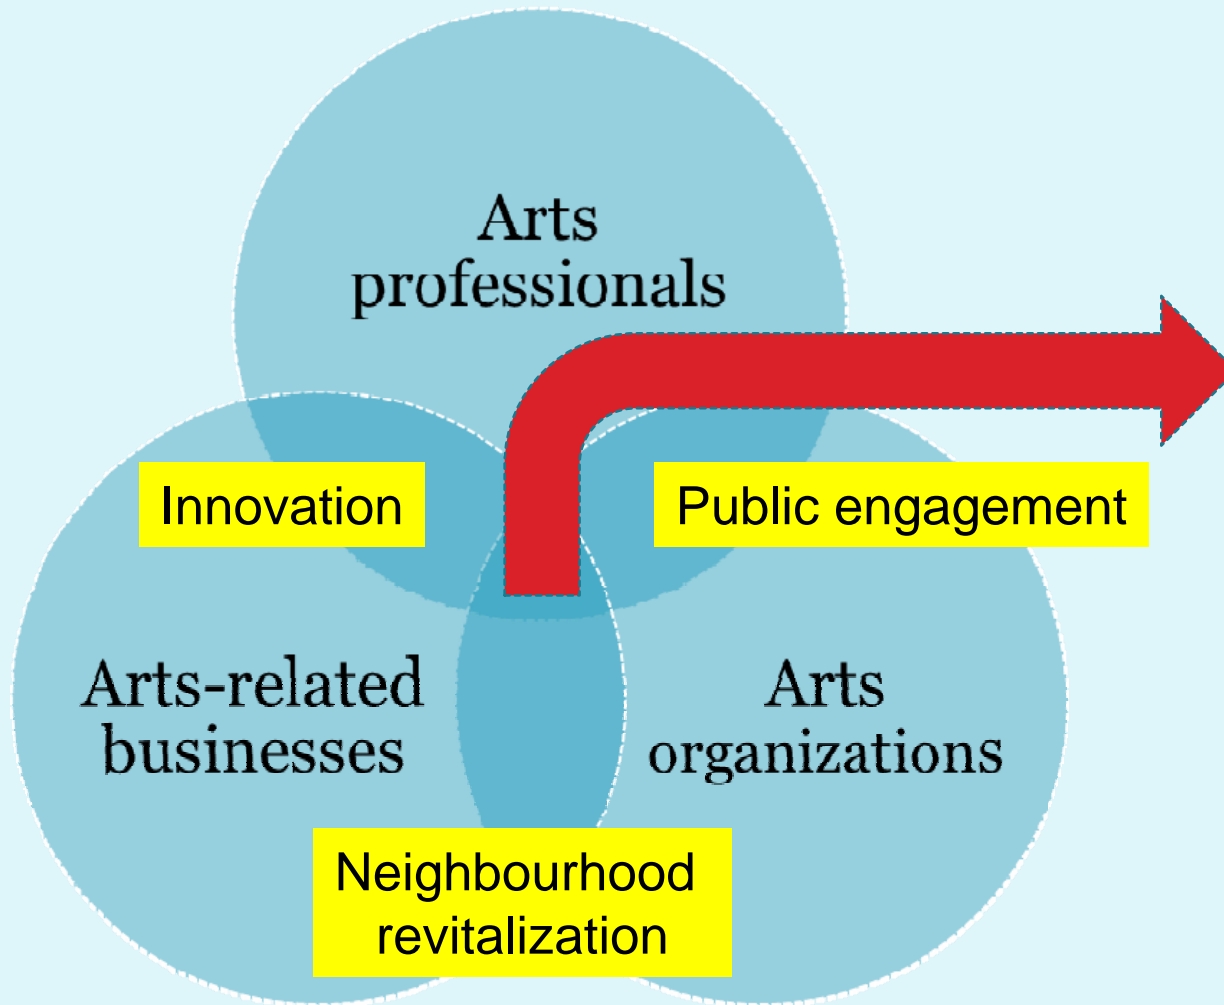 Arts
professionals
Innovation
Public engagement
Arts-related
businesses
Arts
organizations
Neighbourhood
revitalization